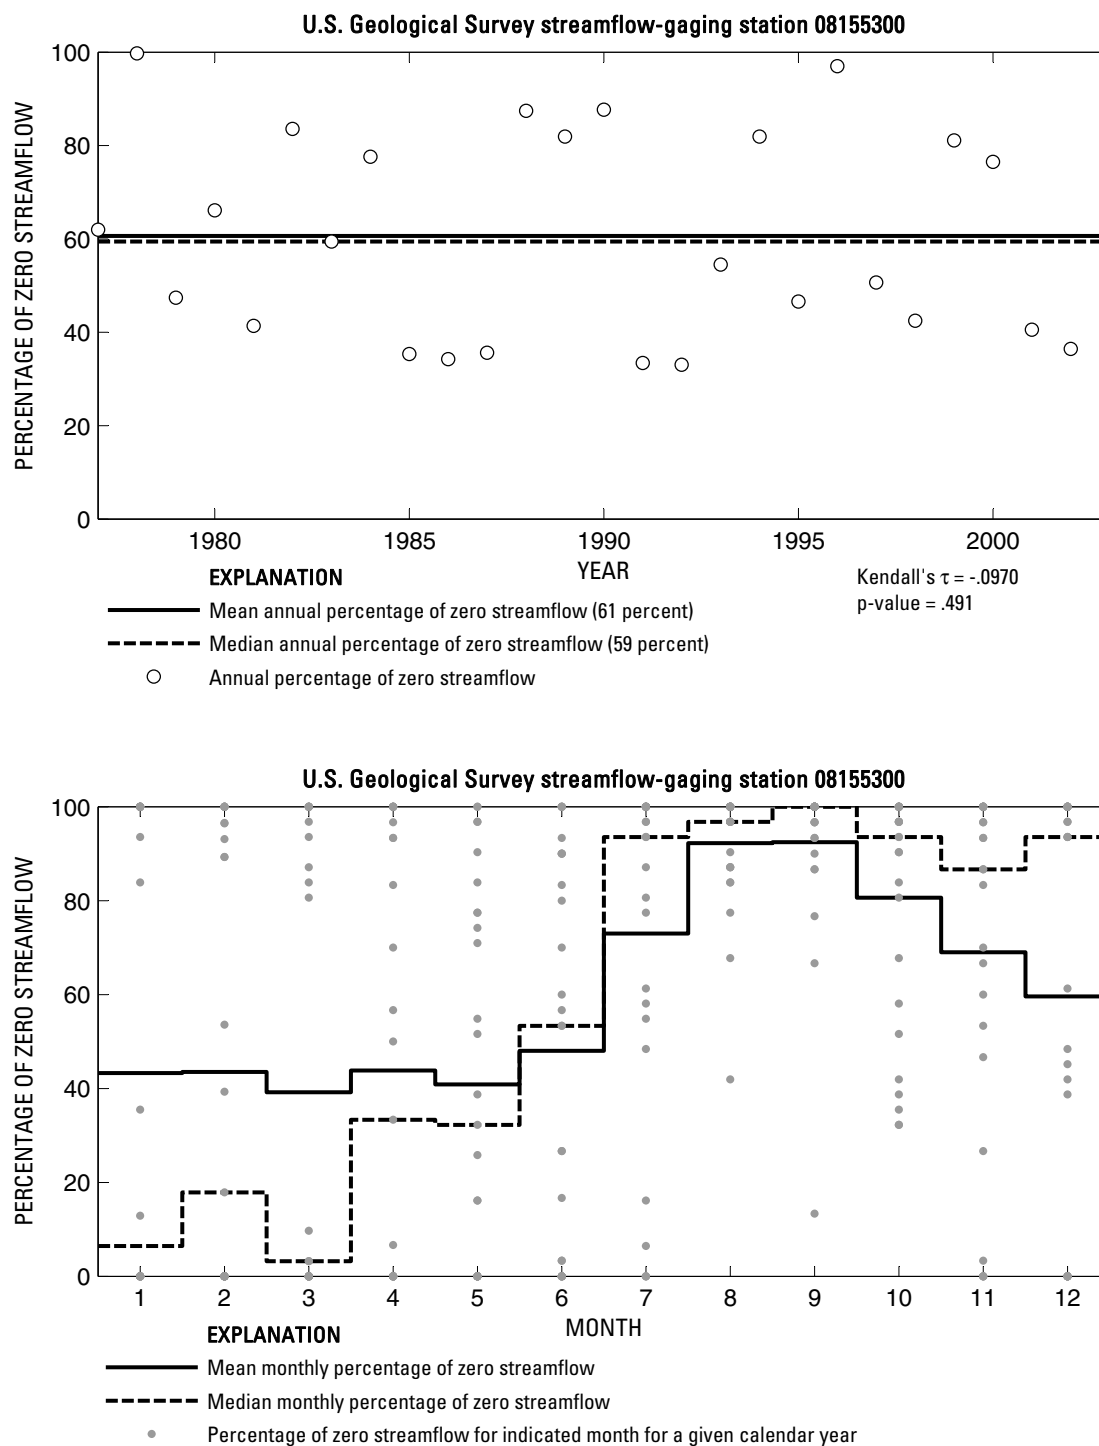 U.S. Geological Survey streamflow-gaging station 08155300
PERCENTAGE OF ZERO STREAMFLOW
100
80
60
40
20
0
1980 1985 1990 1995 2000
YEAR
Kendall's τ = -.0970
p-value = .491
EXPLANATION
Mean annual percentage of zero streamflow (61 percent)
Median annual percentage of zero streamflow (59 percent)
Annual percentage of zero streamflow
U.S. Geological Survey streamflow-gaging station 08155300
PERCENTAGE OF ZERO STREAMFLOW
100
80
60
40
20
0
1 2 3 4 5 6 7 8 9 10 11 12
MONTH
EXPLANATION
Mean monthly percentage of zero streamflow
Median monthly percentage of zero streamflow
Percentage of zero streamflow for indicated month for a given calendar year